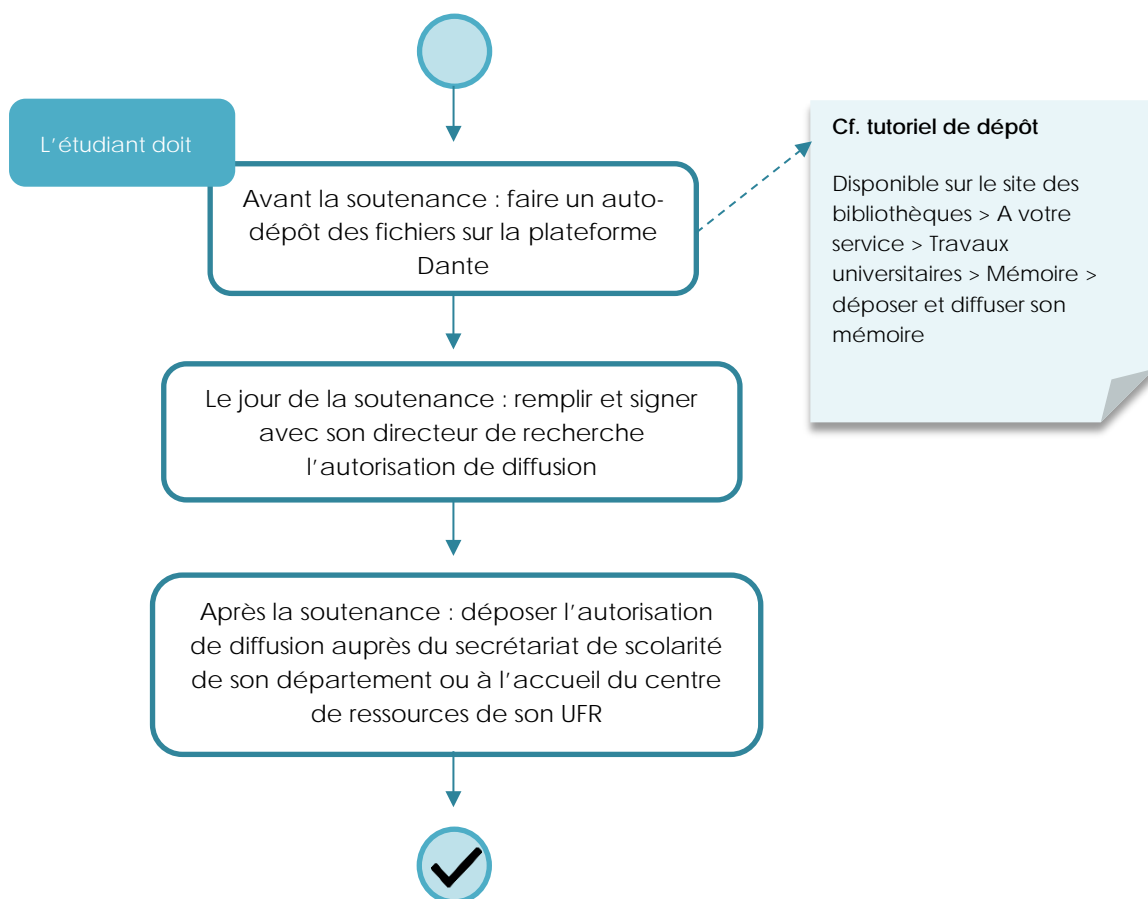 L'étudiant doit
Avant la soutenance : faire un auto-
dépôt des fichiers sur la plateforme
Dante
Cf. tutoriel de dépôt
Disponible sur le site des
bibliothèques > A votre
service > Travaux
universitaires > Mémoire >
déposer et diffuser son
mémoire
Le jour de la soutenance : remplir et signer
avec son directeur de recherche
l'autorisation de diffusion
Après la soutenance : déposer l'autorisation
de diffusion auprès du secrétariat de scolarité
de son département ou à l'accueil du centre
de ressources de son UFR